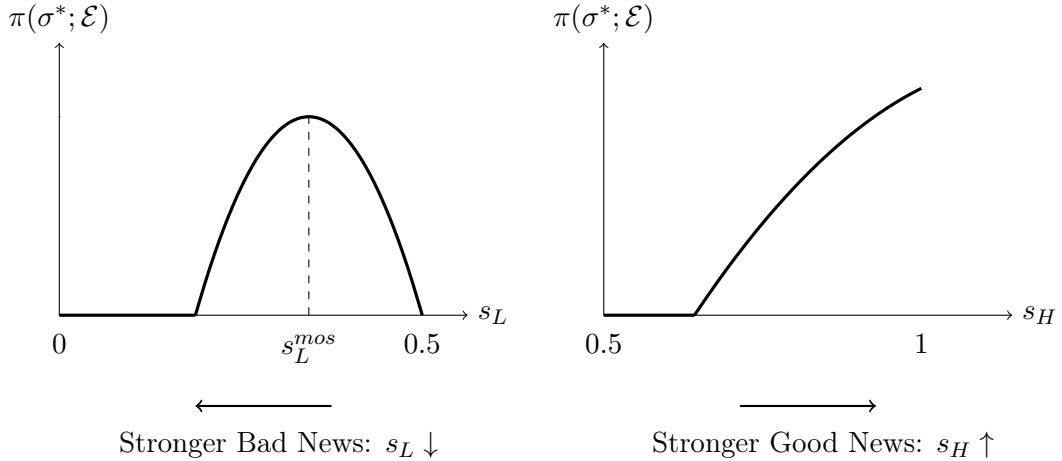 π(σ*; ℰ)
s_L
0
s_L^{mos}
0.5
Stronger Bad News: s_L ↓
π(σ*; ℰ)
s_H
0.5
1
Stronger Good News: s_H ↑